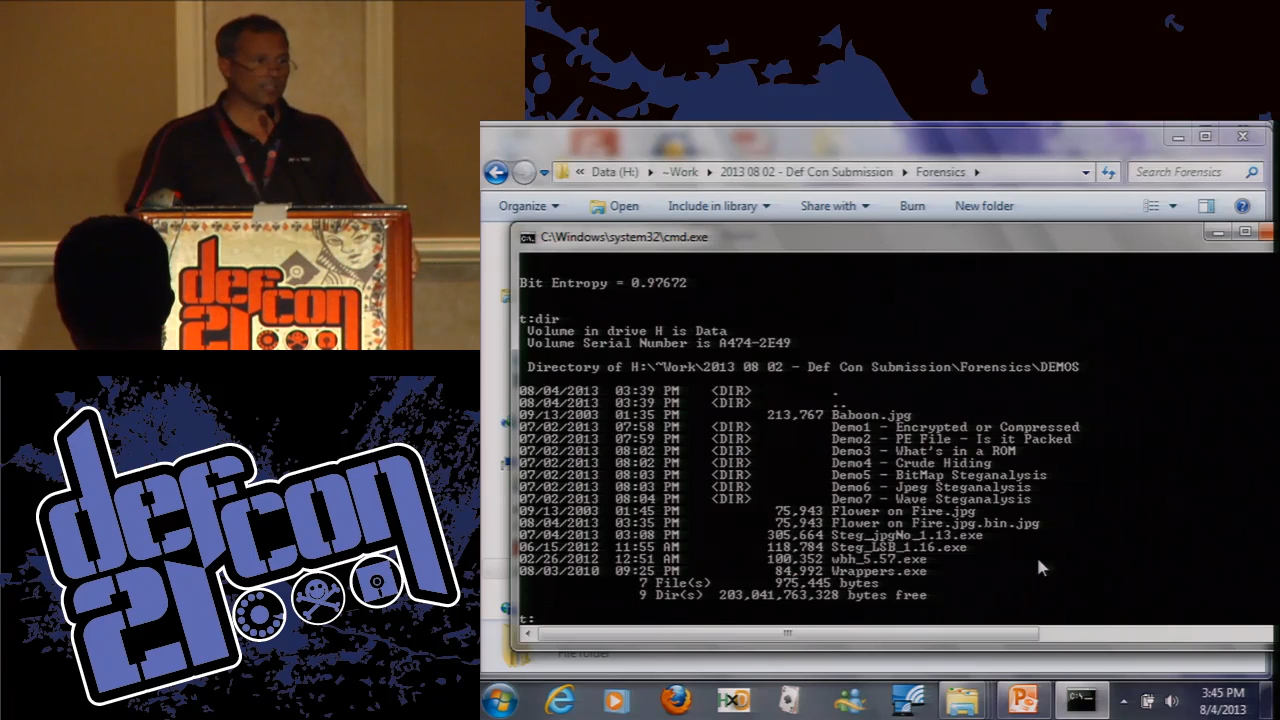 defcon
21
defcon
21
Data (H:) ~Work 2013 08 02 - Def Con Submission Forensics
Search Forensics
Organize Open Include in library Share with Burn New folder
C:\Windows\system32\cmd.exe
Bit Entropy = 0.97672
t:dir
Volume in drive H is Data
Volume Serial Number is A474-2E49
Directory of H:\~Work\2013 08 02 - Def Con Submission\Forensics\DEMOS
08/04/2013 03:39 PM <DIR> .
08/04/2013 03:39 PM <DIR> ..
09/13/2003 01:35 PM 213,767 Baboon.jpg
07/02/2013 07:58 PM <DIR> Demo1 - Encrypted or Compressed
07/02/2013 07:59 PM <DIR> Demo2 - PE File - Is it Packed
07/02/2013 08:02 PM <DIR> Demo3 - What's in a ROM
07/02/2013 08:02 PM <DIR> Demo4 - Crude Hiding
07/02/2013 08:03 PM <DIR> Demo5 - BitMap Steganalysis
07/02/2013 08:03 PM <DIR> Demo6 - Jpeg Steganalysis
07/02/2013 08:04 PM <DIR> Demo7 - Wave Steganalysis
09/13/2003 01:45 PM 75,943 Flower on Fire.jpg
08/04/2013 03:35 PM 75,943 Flower on Fire.jpg.bin.jpg
07/04/2013 03:08 PM 305,664 Steg_jpgNo_1.13.exe
06/15/2012 11:55 AM 118,784 Steg_LSB_1.16.exe
02/26/2012 12:51 AM 100,352 wbh_5.57.exe
08/03/2010 09:25 PM 84,992 Wrappers.exe
7 File(s) 975,445 bytes
9 Dir(s) 203,041,763,328 bytes free
t:
File folder
3:45 PM
8/4/2013